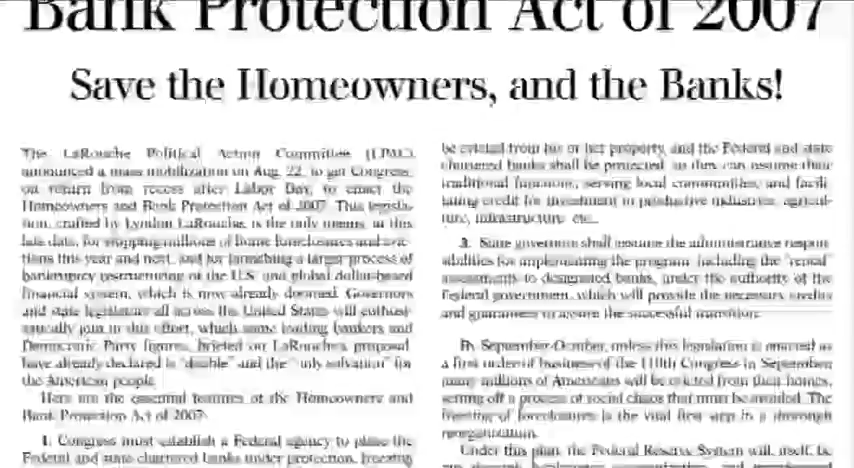 Bank Protection Act of 2007
Save the Homeowners, and the Banks!
The LaRouche Political Action Committee (LPAC)
announced a mass mobilization on Aug. 22, to get Congress,
on return from recess after Labor Day, to enact the
Homeowners and Bank Protection Act of 2007. This legisla-
tion, crafted by Lyndon LaRouche, is the only means, at this
late date, for stopping millions of home foreclosures and evic-
tions this year and next, and for launching a larger process of
bankruptcy restructuring of the U.S. and global dollar-based
financial system, which is now already doomed. Governors
and state legislators all across the United States will enthusi-
astically join in this effort, which some leading bankers and
Democratic Party figures, briefed on LaRouche's proposal
have already declared is "doable" and the "only salvation" for
the American people.
Here are the essential features of the Homeowners and
Bank Protection Act of 2007:
1. Congress must establish a Federal agency to place the
Federal and state chartered banks under protection, freezing
be evicted from his or her property, and the Federal and state
chartered banks shall be protected, so they can assume their
traditional functions, serving local communities, and facili-
tating credit for investment in productive industries, agricul-
ture, infrastructure, etc.
3. State governors shall assume the administrative respon-
sibilities for implementing the program, including the "rental"
assessments to designated banks, under the authority of the
Federal government, which will provide the necessary credits
and guarantees to assure the successful transition.
By September-October, unless this legislation is enacted as
a first order of business of the 110th Congress in September,
many millions of Americans will be evicted from their homes,
setting off a process of social chaos that must be avoided. The
freezing of foreclosures is the vital first step in a thorough
reorganization.
Under this plan, the Federal Reserve System will, itself, be